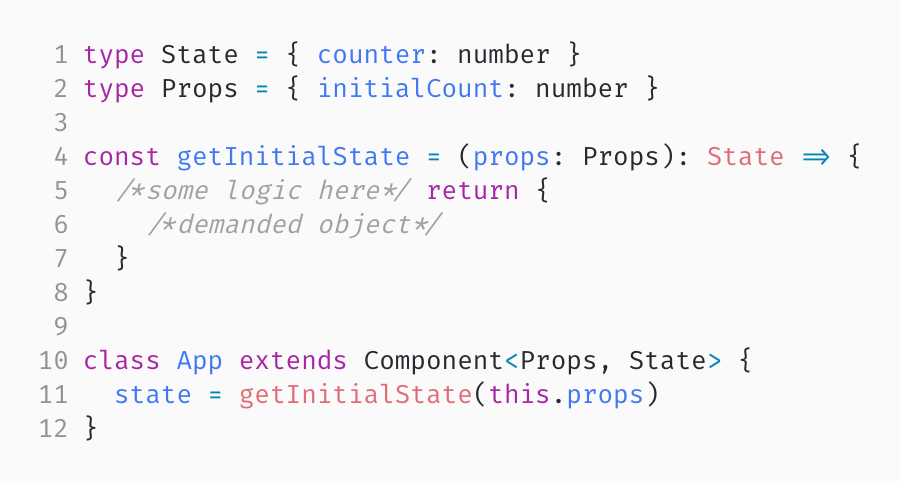 1 type State = { counter: number }
2 type Props = { initialCount: number }
3
4 const getInitialState = (props: Props): State => {
5   /*some logic here*/ return {
6     /*demanded object*/
7   }
8 }
9
10 class App extends Component<Props, State> {
11   state = getInitialState(this.props)
12 }